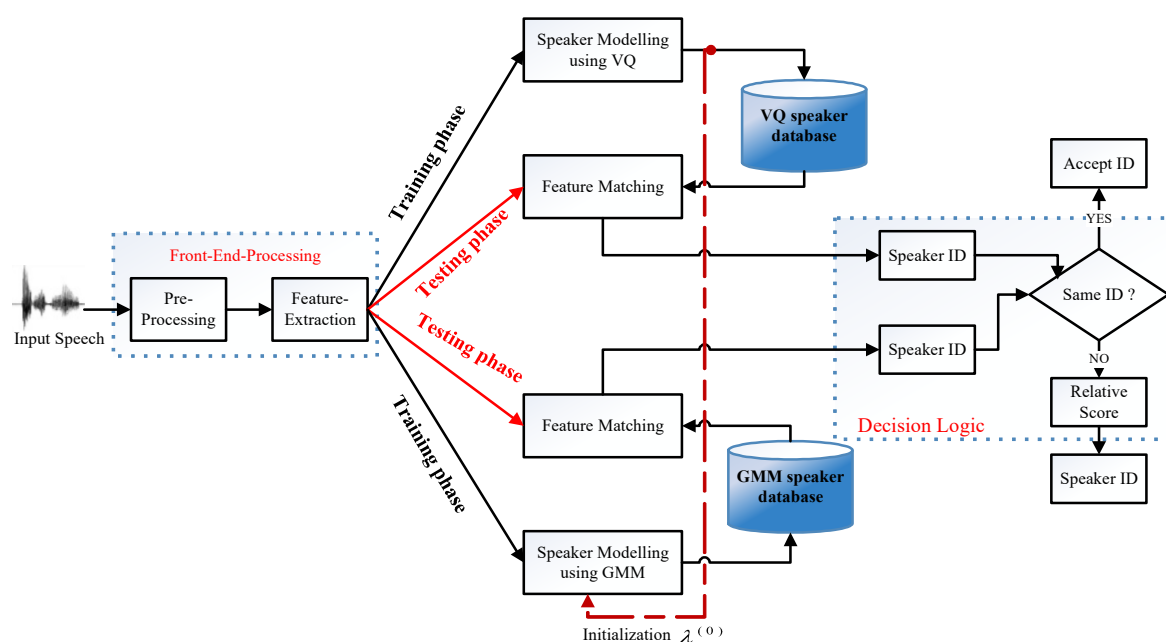 Speaker Modelling
using VQ
VQ speaker
database
Training phase
Accept ID
Feature Matching
YES
Testing phase
Front-End-Processing
Speaker ID
Pre-
Processing
Feature-
Extraction
Same ID ?
Input Speech
Testing phase
Speaker ID
NO
Relative
Score
Feature Matching
Decision Logic
Training phase
GMM speaker
database
Speaker ID
Speaker Modelling
using GMM
Initialization λ⁽⁰⁾